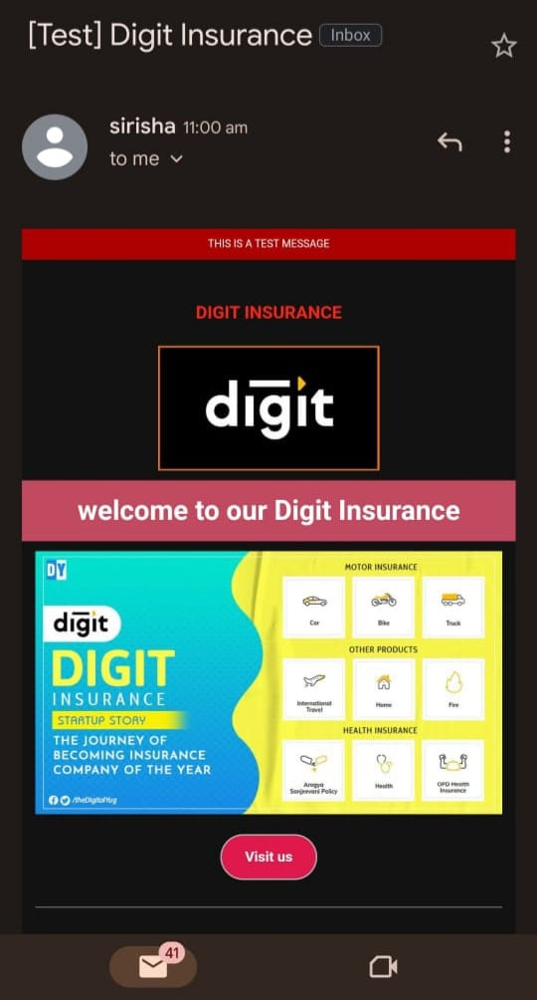 [Test] Digit Insurance Inbox
sirisha 11:00 am
to me
THIS IS A TEST MESSAGE
DIGIT INSURANCE
digit
welcome to our Digit Insurance
DY
digit
DIGIT
INSURANCE
STARTUP STORY
THE JOURNEY OF
BECOMING INSURANCE
COMPANY OF THE YEAR
/theDigitalYug
MOTOR INSURANCE
Car Bike Truck
OTHER PRODUCTS
International
Travel
Home Fire
HEALTH INSURANCE
Arogya
Sanjeevani Policy
Health
OPD Health
Insurance
Visit us
41